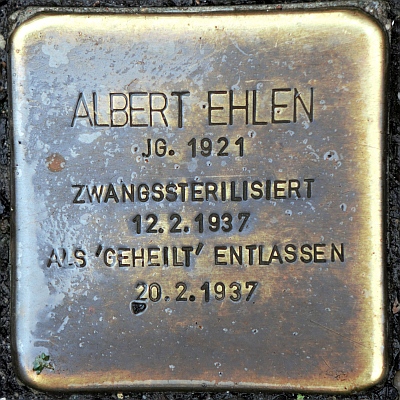 ALBERT EHLEN
JG. 1921
ZWANGSSTERILISIERT
12.2.1937
ALS 'GEHEILT' ENTLASSEN
20.2.1937